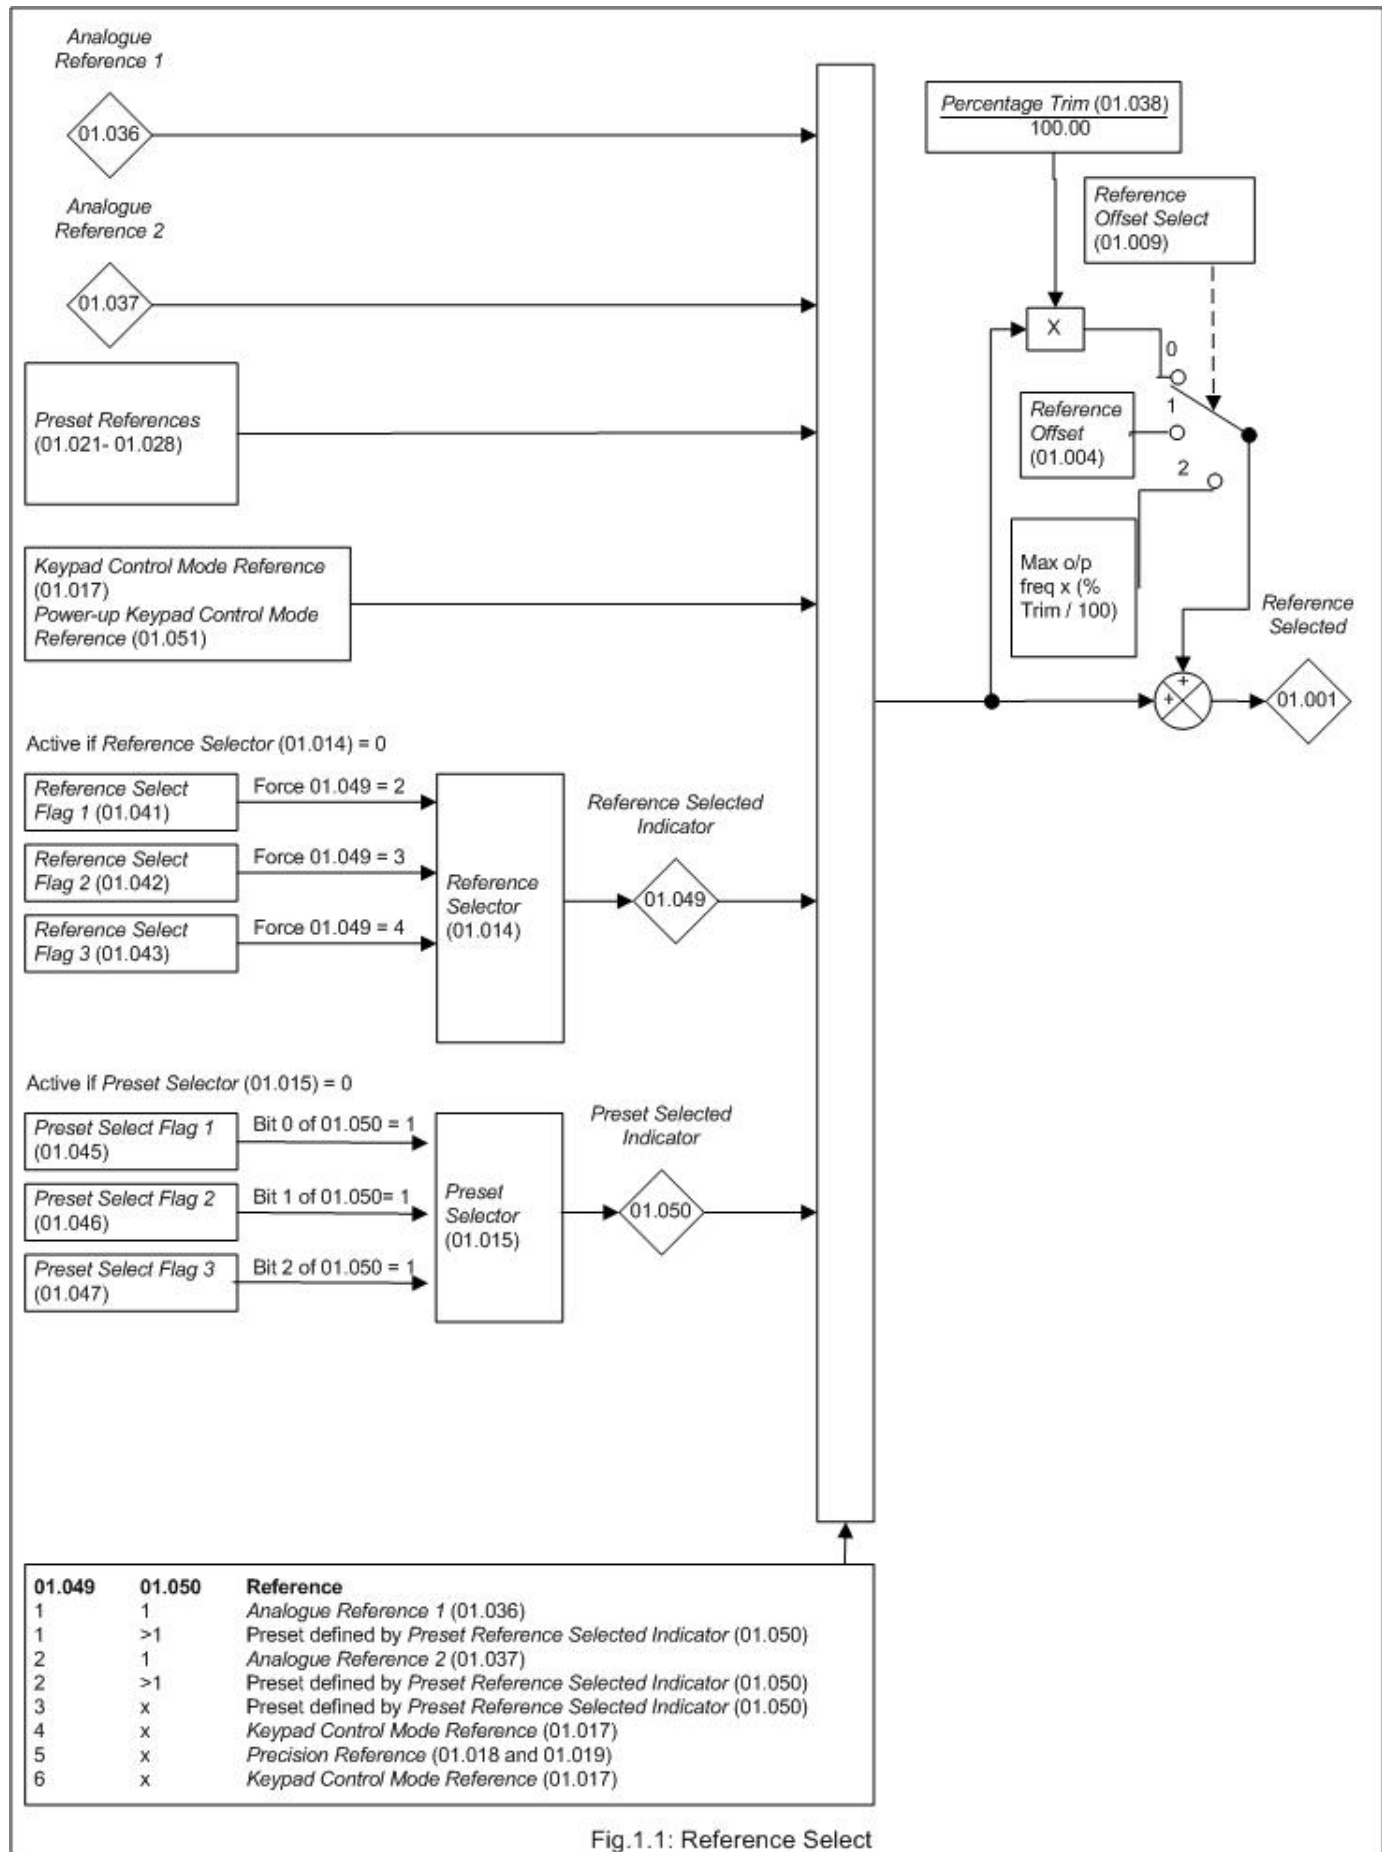 Analogue
Reference 1
01.036
Analogue
Reference 2
01.037
Preset References
(01.021- 01.028)
Keypad Control Mode Reference
(01.017)
Power-up Keypad Control Mode
Reference (01.051)
Active if Reference Selector (01.014) = 0
Reference Select
Flag 1 (01.041)
Force 01.049 = 2
Reference Select
Flag 2 (01.042)
Force 01.049 = 3
Reference Select
Flag 3 (01.043)
Force 01.049 = 4
Reference
Selector
(01.014)
Reference Selected
Indicator
01.049
Active if Preset Selector (01.015) = 0
Preset Select Flag 1
(01.045)
Bit 0 of 01.050 = 1
Preset Select Flag 2
(01.046)
Bit 1 of 01.050= 1
Preset Select Flag 3
(01.047)
Bit 2 of 01.050 = 1
Preset
Selector
(01.015)
Preset Selected
Indicator
01.050
Percentage Trim (01.038)
100.00
Reference
Offset Select
(01.009)
X
0
1
2
Reference
Offset
(01.004)
Max o/p
freq x (%
Trim / 100)
+
+
Reference
Selected
01.001
01.049 01.050 Reference
1 1 Analogue Reference 1 (01.036)
1 >1 Preset defined by Preset Reference Selected Indicator (01.050)
2 1 Analogue Reference 2 (01.037)
2 >1 Preset defined by Preset Reference Selected Indicator (01.050)
3 x Preset defined by Preset Reference Selected Indicator (01.050)
4 x Keypad Control Mode Reference (01.017)
5 x Precision Reference (01.018 and 01.019)
6 x Keypad Control Mode Reference (01.017)
Fig.1.1: Reference Select